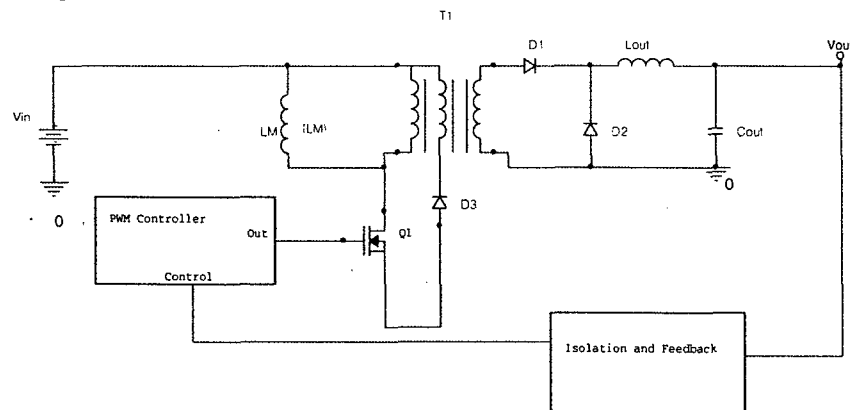 T1
D1
Lout
Vou
Vin
LM
(LM)
D2
Cout
0
D3
0
PWM Controller
Out
Q1
Control
Isolation and Feedback